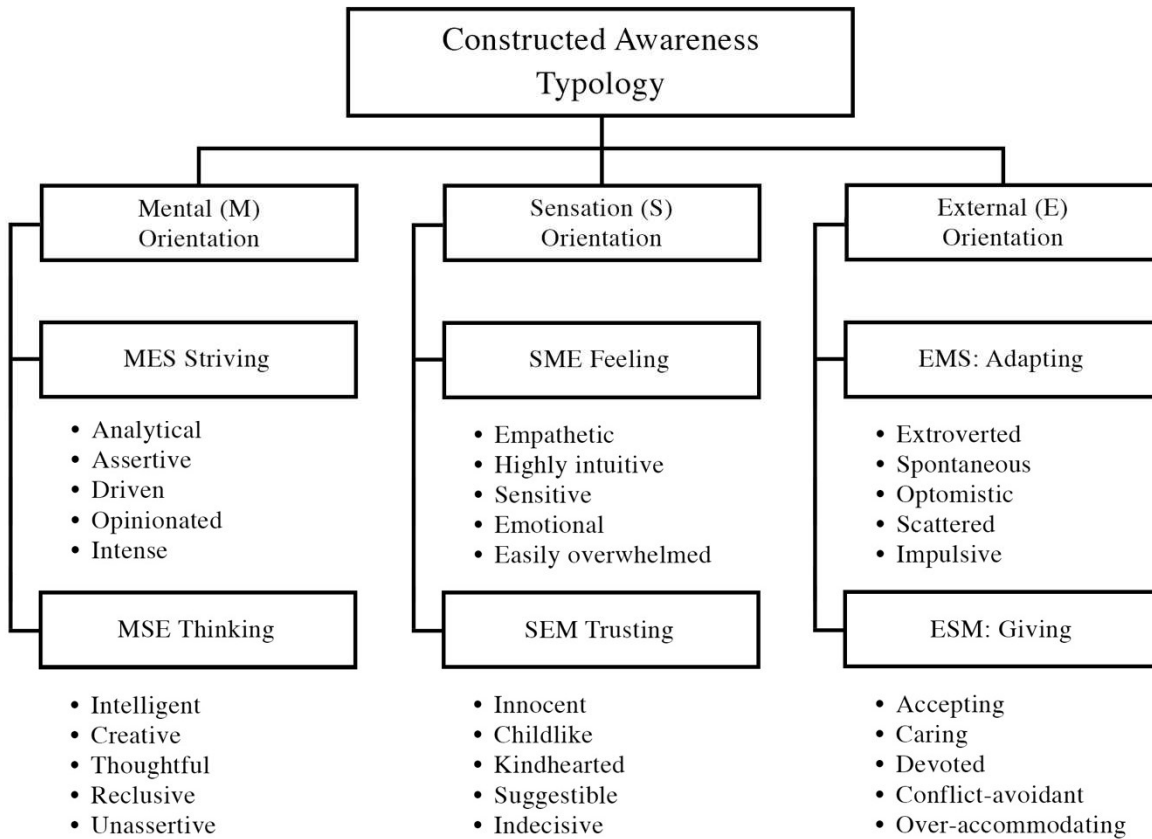 Constructed Awareness
Typology
Mental (M)
Orientation
MES Striving
• Analytical
• Assertive
• Driven
• Opinionated
• Intense
MSE Thinking
• Intelligent
• Creative
• Thoughtful
• Reclusive
• Unassertive
Sensation (S)
Orientation
SME Feeling
• Empathetic
• Highly intuitive
• Sensitive
• Emotional
• Easily overwhelmed
SEM Trusting
• Innocent
• Childlike
• Kindhearted
• Suggestible
• Indecisive
External (E)
Orientation
EMS: Adapting
• Extroverted
• Spontaneous
• Optomistic
• Scattered
• Impulsive
ESM: Giving
• Accepting
• Caring
• Devoted
• Conflict-avoidant
• Over-accommodating